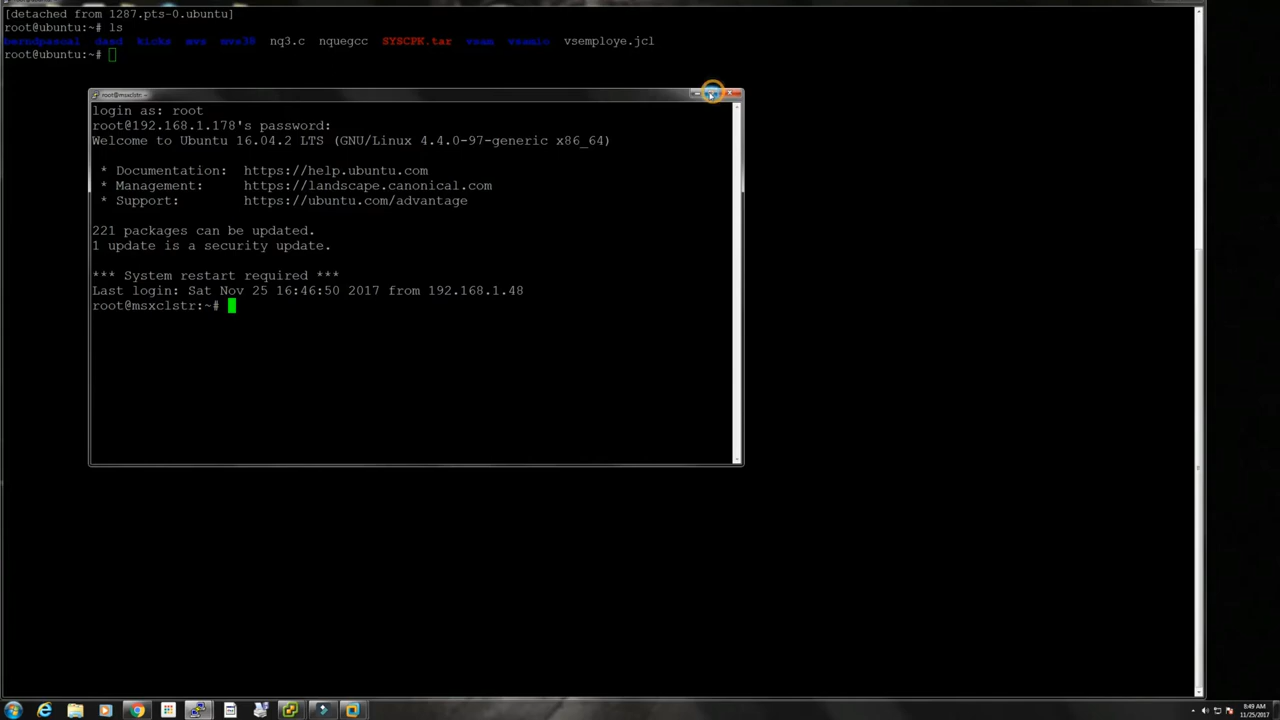 [detached from 1287.pts-0.ubuntu]
root@ubuntu:~# ls
berndpascal dasd kicks mvs mvs38 nq3.c nquegcc SYSCPK.tar vsam vsamio vsemploye.jcl
root@ubuntu:~#
root@msxclstr: ~
login as: root
root@192.168.1.178's password:
Welcome to Ubuntu 16.04.2 LTS (GNU/Linux 4.4.0-97-generic x86_64)
* Documentation: https://help.ubuntu.com
* Management: https://landscape.canonical.com
* Support: https://ubuntu.com/advantage
221 packages can be updated.
1 update is a security update.
*** System restart required ***
Last login: Sat Nov 25 16:46:50 2017 from 192.168.1.48
root@msxclstr:~#
8:49 AM
11/25/2017